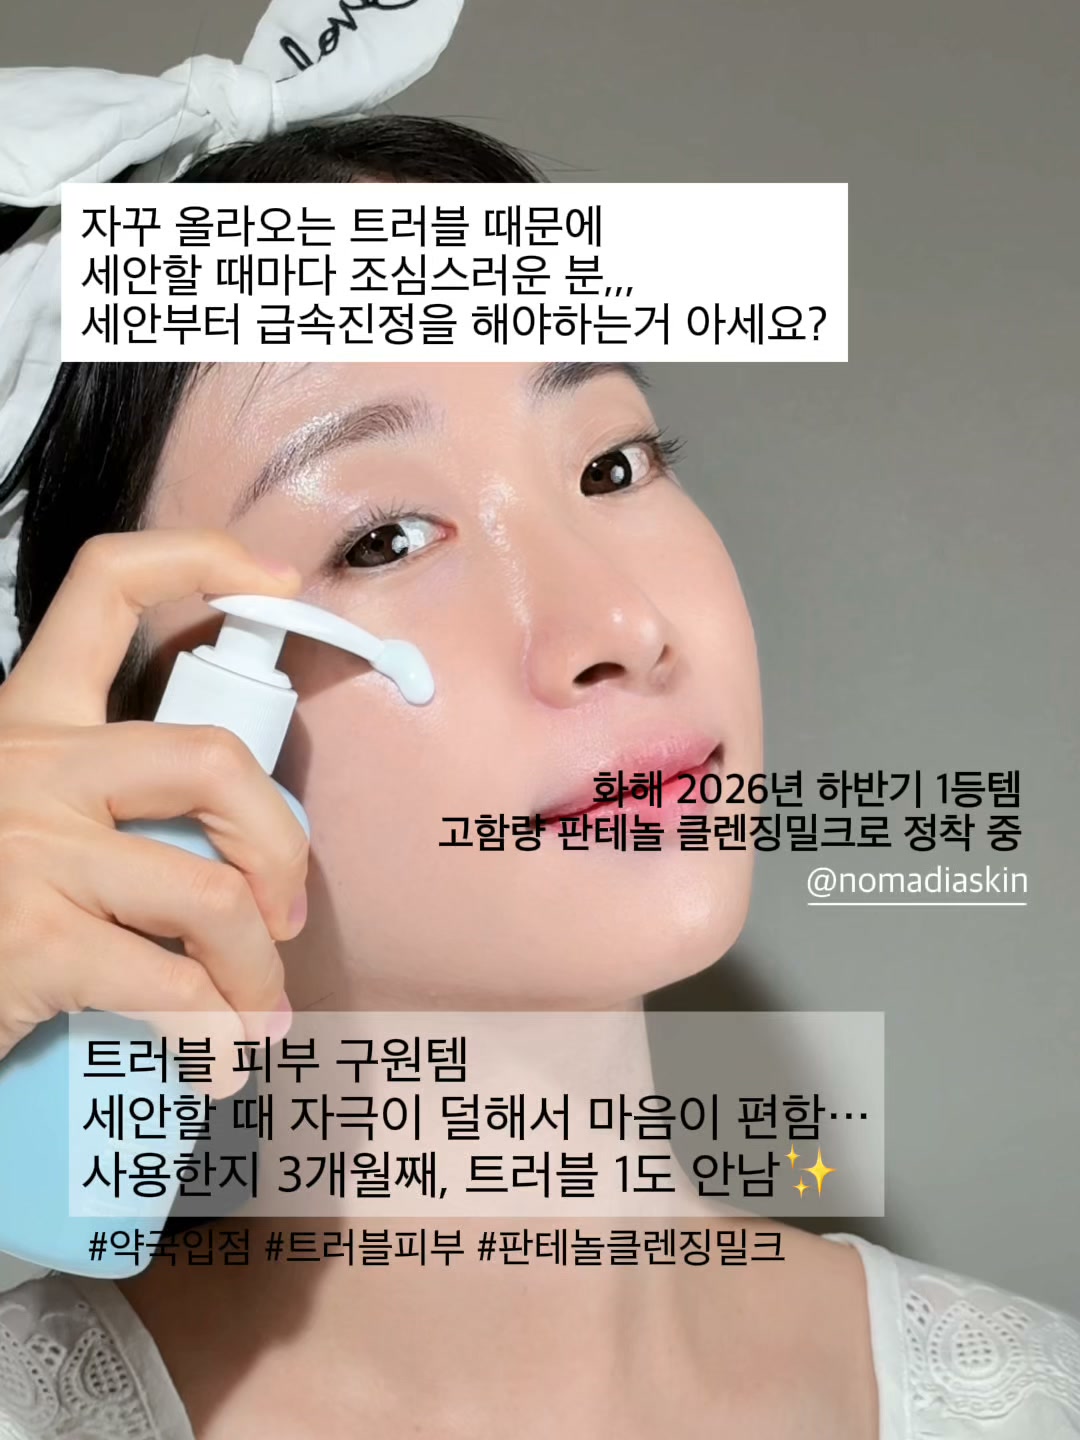 love
자꾸 올라오는 트러블 때문에
세안할 때마다 조심스러운 분,,,
세안부터 급속진정을 해야하는거 아세요?
화해 2026년 하반기 1등템
고함량 판테놀 클렌징밀크로 정착 중
@nomadiaskin
트러블 피부 구원템
세안할 때 자극이 덜해서 마음이 편함…
사용한지 3개월째, 트러블 1도 안남✨
#약국입점 #트러블피부 #판테놀클렌징밀크